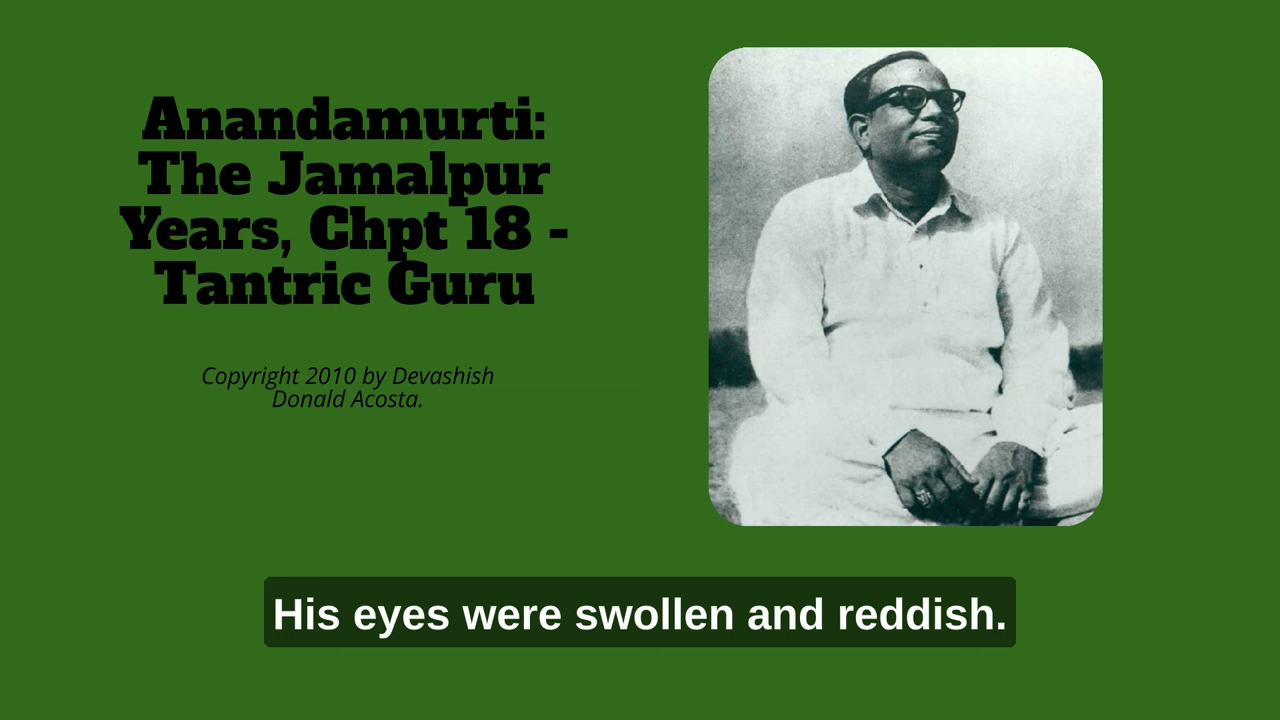 Anandamurti:
The Jamalpur
Years, Chpt 18 -
Tantric Guru
Copyright 2010 by Devashish
Donald Acosta.
His eyes were swollen and reddish.